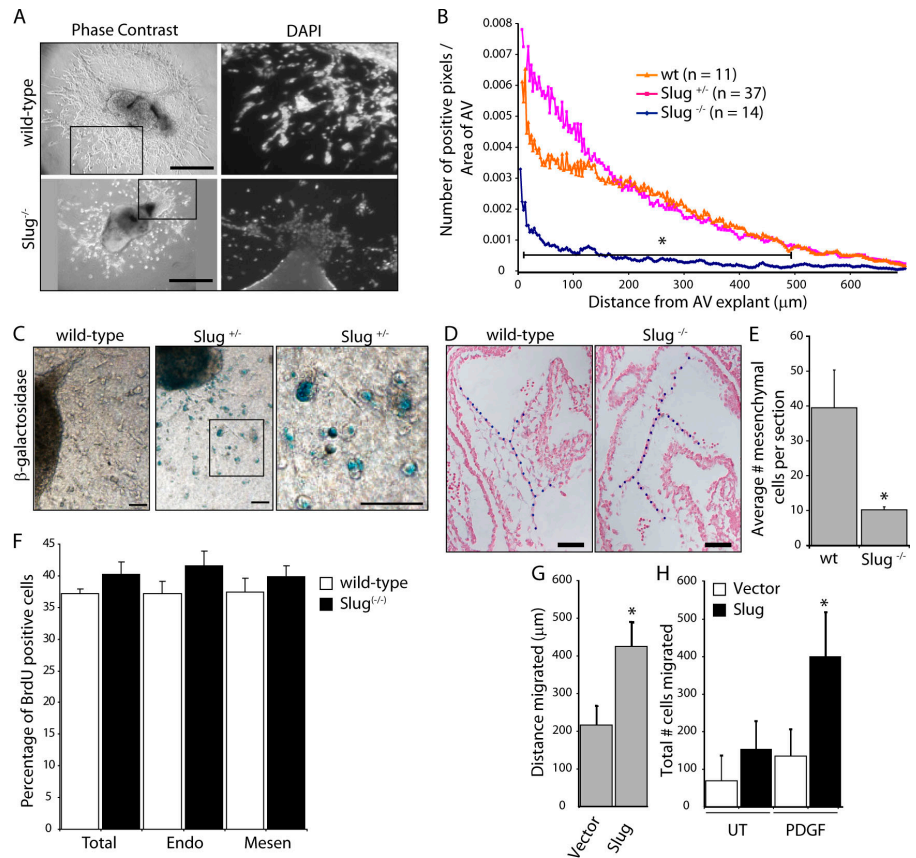 A
Phase Contrast
DAPI
wild-type
Slug-/-
B
Number of positive pixels /
Area of AV
0.008
0.007
0.006
0.005
0.004
0.003
0.002
0.001
0
wt (n = 11)
Slug +/- (n = 37)
Slug -/- (n = 14)
*
0 100 200 300 400 500 600
Distance from AV explant (μm)
C
wild-type
Slug +/-
Slug +/-
β-galactosidase
D
wild-type
Slug -/-
E
Average # mesenchymal
cells per section
60
50
40
30
20
10
0
*
wt
Slug -/-
F
Percentage of BrdU positive cells
45
40
35
30
25
20
15
10
5
0
wild-type
Slug(-/-)
Total
Endo
Mesen
G
Distance migrated (μm)
600
500
400
300
200
100
0
*
Vector
Slug
H
Vector
Slug
Total # cells migrated
600
500
400
300
200
100
0
*
UT
PDGF